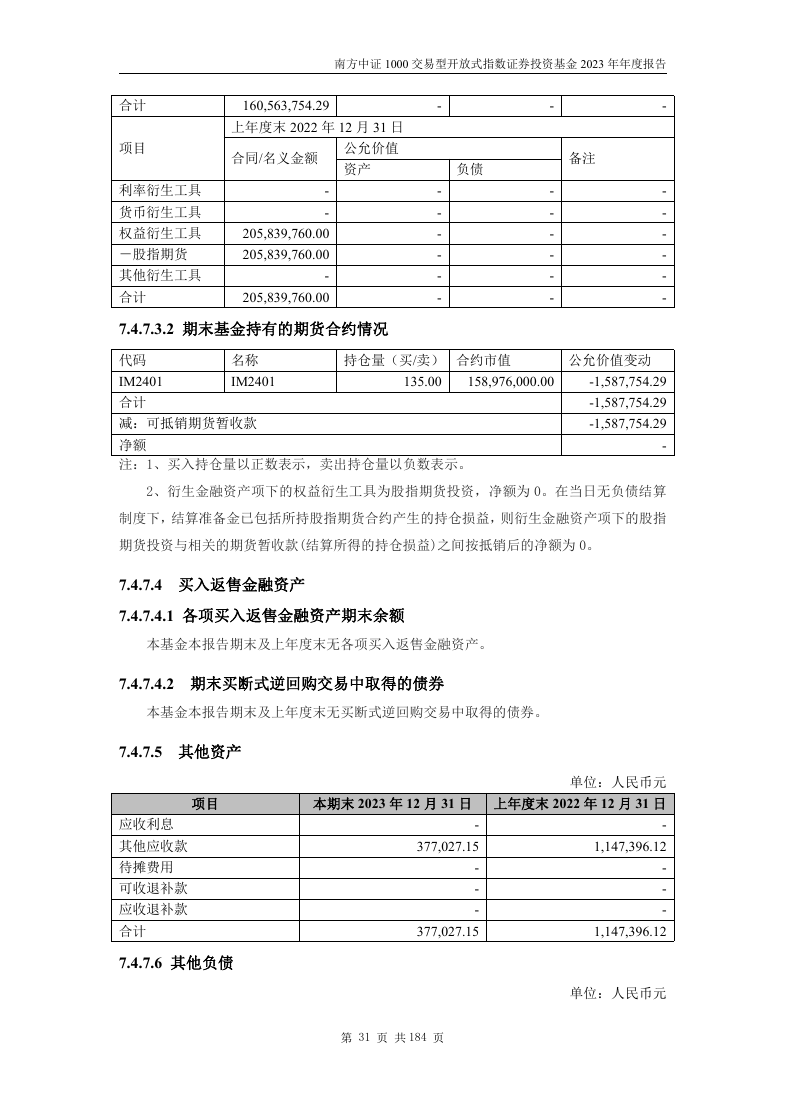 南方中证 1000 交易型开放式指数证券投资基金 2023 年年度报告
合计 160,563,754.29 - - -
项目 上年度末 2022 年 12 月 31 日
合同/名义金额 公允价值 备注
资产 负债
利率衍生工具 - - - -
货币衍生工具 - - - -
权益衍生工具 205,839,760.00 - - -
－股指期货 205,839,760.00 - - -
其他衍生工具 - - - -
合计 205,839,760.00 - - -
7.4.7.3.2 期末基金持有的期货合约情况
代码 名称 持仓量（买/卖） 合约市值 公允价值变动
IM2401 IM2401 135.00 158,976,000.00 -1,587,754.29
合计 -1,587,754.29
减：可抵销期货暂收款 -1,587,754.29
净额 -
注：1、买入持仓量以正数表示，卖出持仓量以负数表示。
2、衍生金融资产项下的权益衍生工具为股指期货投资，净额为 0。在当日无负债结算
制度下，结算准备金已包括所持股指期货合约产生的持仓损益，则衍生金融资产项下的股指
期货投资与相关的期货暂收款(结算所得的持仓损益)之间按抵销后的净额为 0。
7.4.7.4 买入返售金融资产
7.4.7.4.1 各项买入返售金融资产期末余额
本基金本报告期末及上年度末无各项买入返售金融资产。
7.4.7.4.2 期末买断式逆回购交易中取得的债券
本基金本报告期末及上年度末无买断式逆回购交易中取得的债券。
7.4.7.5 其他资产
单位：人民币元
项目 本期末 2023 年 12 月 31 日 上年度末 2022 年 12 月 31 日
应收利息 - -
其他应收款 377,027.15 1,147,396.12
待摊费用 - -
可收退补款 - -
应收退补款 - -
合计 377,027.15 1,147,396.12
7.4.7.6 其他负债
单位：人民币元
第 31 页 共 184 页